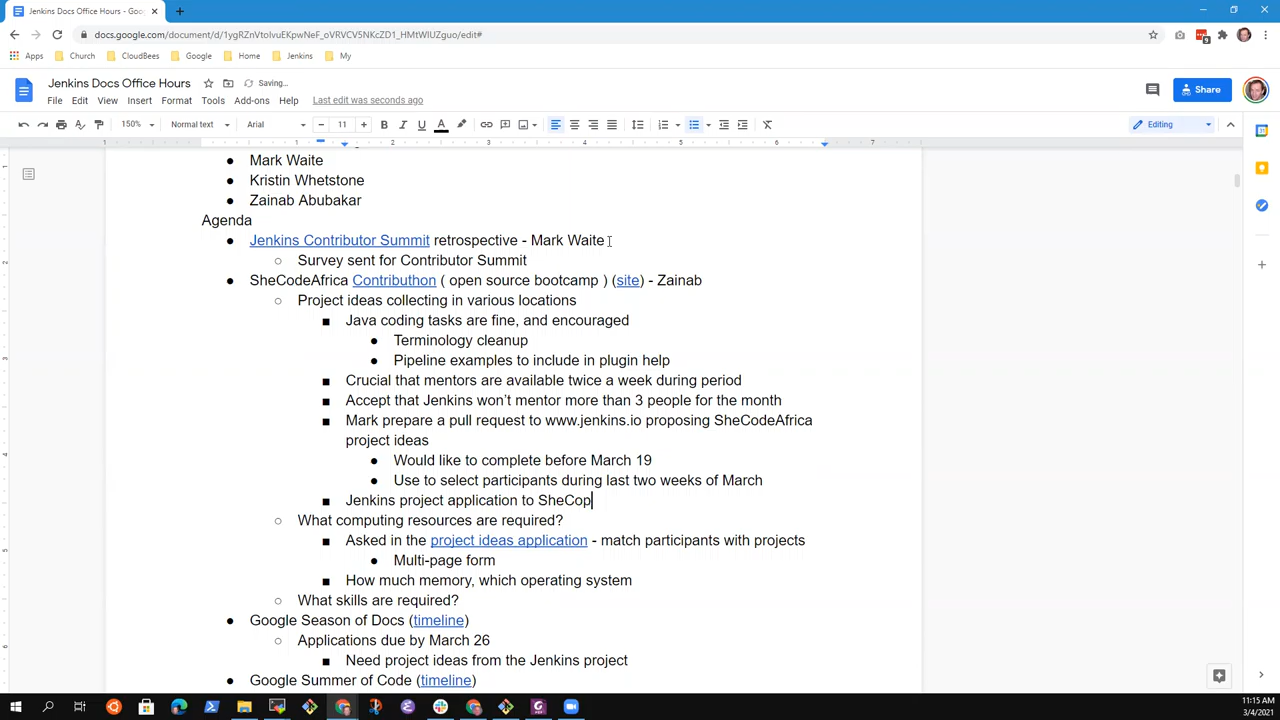 Jenkins Docs Office Hours - Goo
docs.google.com/document/d/1ygRZnVtoIvuEKpwNeF_oVRVCV5NKcZD1_HMtWIUZguo/edit#
Apps Church CloudBees Google Home Jenkins My
Jenkins Docs Office Hours Saving...
File Edit View Insert Format Tools Add-ons Help Last edit was seconds ago
Share
150% Normal text Arial 11 Editing
1 1 2 3 4 5 6 7
● Mark Waite
● Kristin Whetstone
● Zainab Abubakar
Agenda
● Jenkins Contributor Summit retrospective - Mark Waite
○ Survey sent for Contributor Summit
● SheCodeAfrica Contributhon ( open source bootcamp ) (site) - Zainab
○ Project ideas collecting in various locations
■ Java coding tasks are fine, and encouraged
● Terminology cleanup
● Pipeline examples to include in plugin help
■ Crucial that mentors are available twice a week during period
■ Accept that Jenkins won’t mentor more than 3 people for the month
■ Mark prepare a pull request to www.jenkins.io proposing SheCodeAfrica
project ideas
● Would like to complete before March 19
● Use to select participants during last two weeks of March
■ Jenkins project application to SheCop
○ What computing resources are required?
■ Asked in the project ideas application - match participants with projects
● Multi-page form
■ How much memory, which operating system
○ What skills are required?
● Google Season of Docs (timeline)
○ Applications due by March 26
■ Need project ideas from the Jenkins project
● Google Summer of Code (timeline)
11:15 AM
3/4/2021